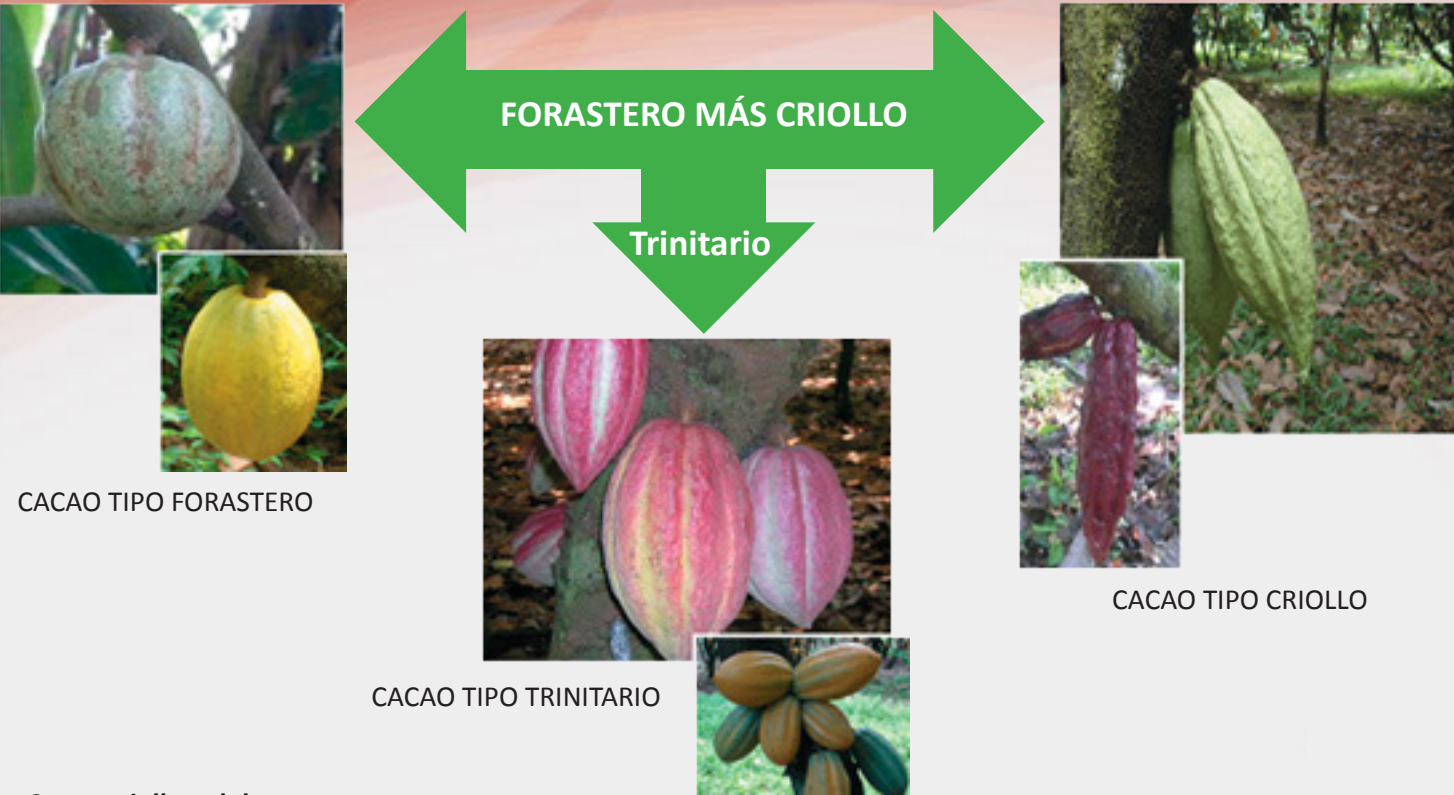 FORASTERO MÁS CRIOLLO
Trinitario
CACAO TIPO FORASTERO
CACAO TIPO CRIOLLO
CACAO TIPO TRINITARIO